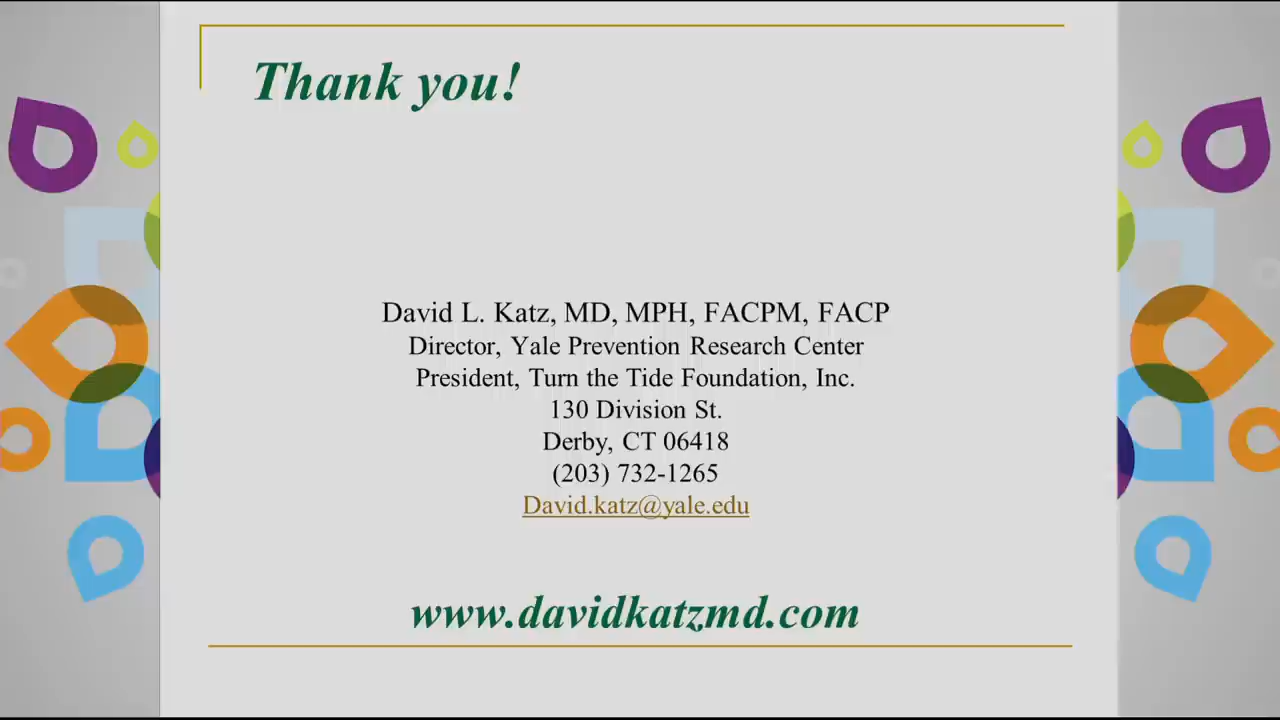 Thank you!
David L. Katz, MD, MPH, FACPM, FACP
Director, Yale Prevention Research Center
President, Turn the Tide Foundation, Inc.
130 Division St.
Derby, CT 06418
(203) 732-1265
David.katz@yale.edu
www.davidkatzmd.com